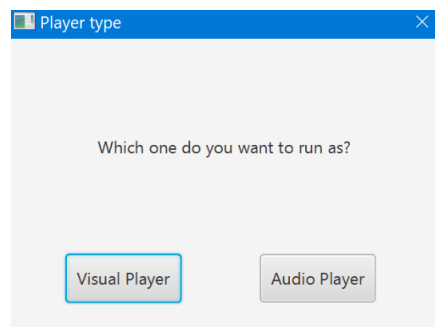 Player type
Which one do you want to run as?
Visual Player
Audio Player